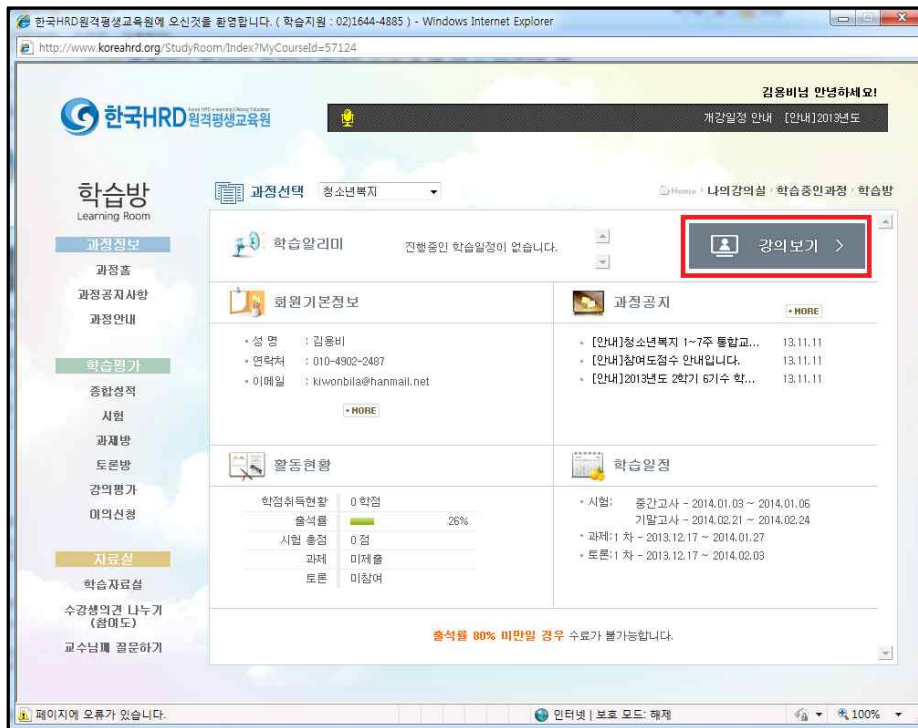 한국HRD원격평생교육원에 오신것을 환영합니다. ( 학습지원 : 02)1644-4885 ) - Windows Internet Explorer
http://www.koreahrd.org/StudyRoom/Index?MyCourseId=57124
김용비님 안녕하세요!
한국HRD 원격평생교육원
개강일정 안내 [안내]2013년도
학습방
Learning Room
과정선택 청소년복지
Home > 나의강의실 > 학습중인과정 > 학습방
과정정보
과정홈
과정공지사항
과정안내
학습평가
종합성적
시험
과제방
토론방
강의평가
이의신청
자료실
학습자료실
수강생의견 나누기
(참여도)
교수님께 질문하기
학습알리미 진행중인 학습일정이 없습니다.
강의보기 >
회원기본정보
• 성 명 : 김용비
• 연락처 : 010-4902-2487
• 이메일 : kiwonbila@hanmail.net
• MORE
과정공지
• MORE
• [안내]청소년복지 1~7주 통합교... 13.11.11
• [안내]참여도점수 안내입니다. 13.11.11
• [안내]2013년도 2학기 6기수 학... 13.11.11
활동현황
학점취득현황 0 학점
출석률 26%
시험 총점 0 점
과제 미제출
토론 미참여
학습일정
• 시험: 중간고사 - 2014.01.03 ~ 2014.01.06
기말고사 - 2014.02.21 ~ 2014.02.24
• 과제:1 차 - 2013.12.17 ~ 2014.01.27
• 토론:1 차 - 2013.12.17 ~ 2014.02.03
출석률 80% 미만일 경우 수료가 불가능합니다.
페이지에 오류가 있습니다.
인터넷 | 보호 모드: 해제
100%